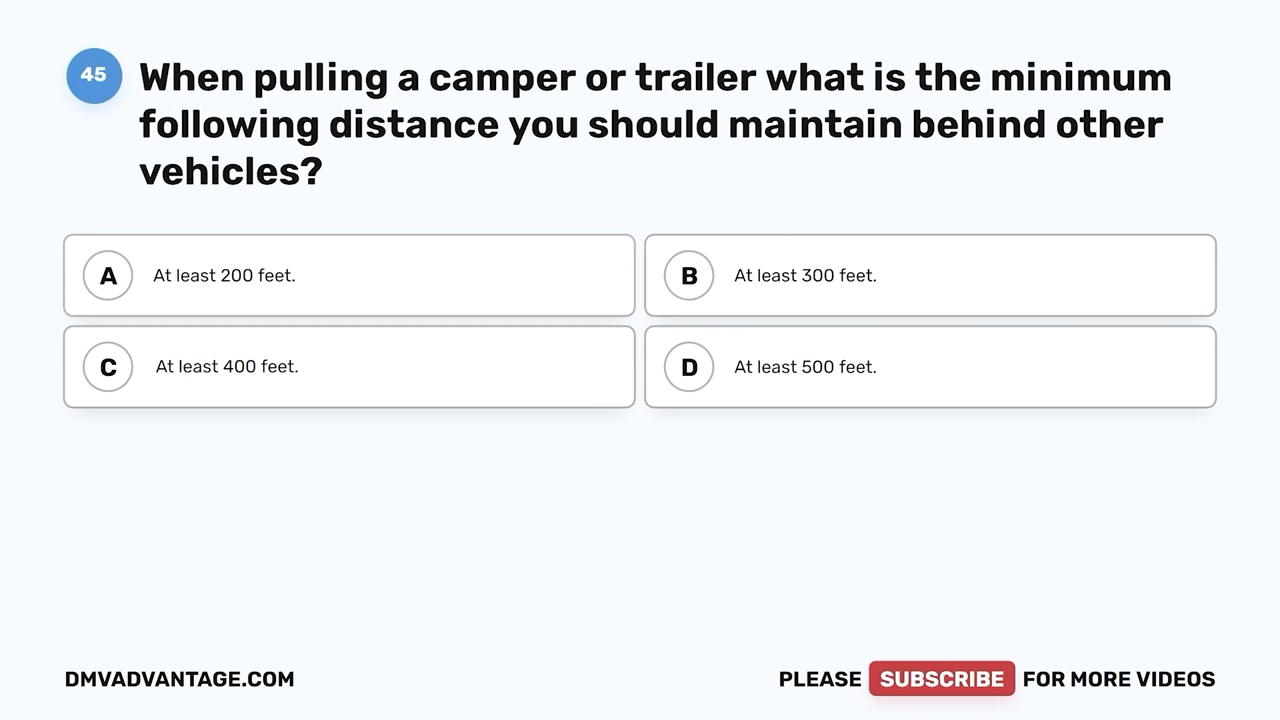 45
When pulling a camper or trailer what is the minimum
following distance you should maintain behind other
vehicles?
A At least 200 feet.
B At least 300 feet.
C At least 400 feet.
D At least 500 feet.
DMVADVANTAGE.COM
PLEASE SUBSCRIBE FOR MORE VIDEOS